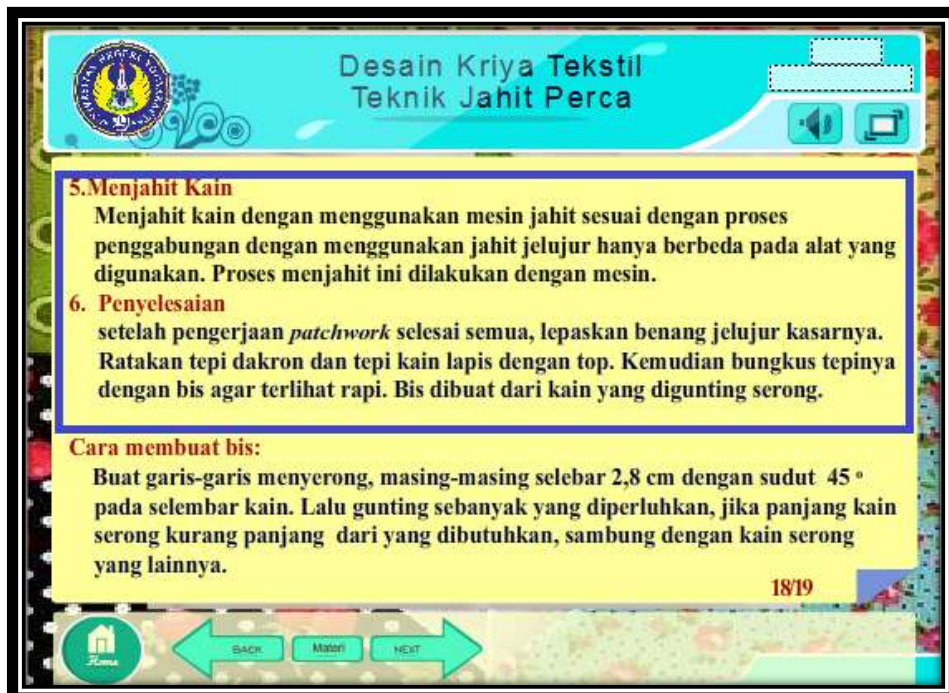 UNIVERSITAS NEGERI YOGYAKARTA
Desain Kriya Tekstil
Teknik Jahit Perca
5.Menjahit Kain
Menjahit kain dengan menggunakan mesin jahit sesuai dengan proses
penggabungan dengan menggunakan jahit jelujur hanya berbeda pada alat yang
digunakan. Proses menjahit ini dilakukan dengan mesin.
6. Penyelesaian
setelah pengerjaan patchwork selesai semua, lepaskan benang jelujur kasarnya.
Ratakan tepi dakron dan tepi kain lapis dengan top. Kemudian bungkus tepinya
dengan bis agar terlihat rapi. Bis dibuat dari kain yang digunting serong.
Cara membuat bis:
Buat garis-garis menyerong, masing-masing selebar 2,8 cm dengan sudut 45 °
pada selembar kain. Lalu gunting sebanyak yang diperluhkan, jika panjang kain
serong kurang panjang dari yang dibutuhkan, sambung dengan kain serong
yang lainnya.
18/19
Home
BACK
Materi
NEXT